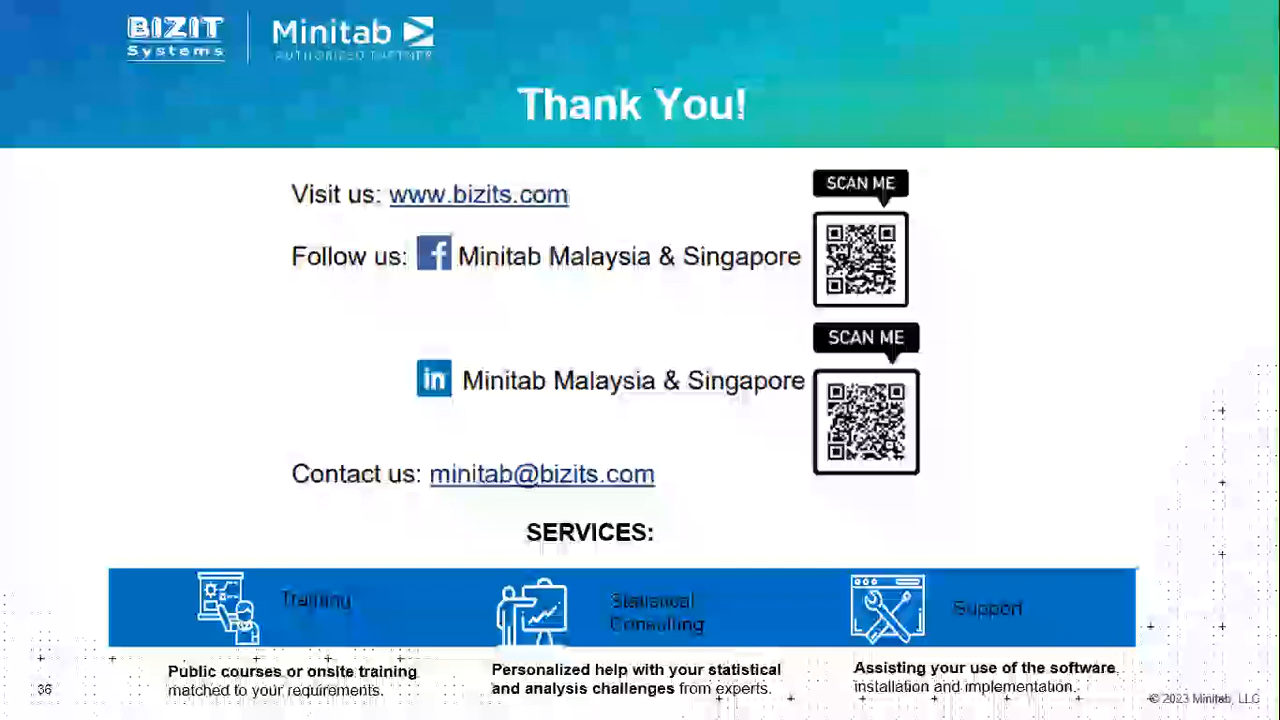 BIZIT
Systems
Minitab
AUTHORIZED PARTNER
Thank You!
Visit us: www.bizits.com
SCAN ME
Follow us: f Minitab Malaysia & Singapore
SCAN ME
in Minitab Malaysia & Singapore
Contact us: minitab@bizits.com
SERVICES:
Training
Statistical
Consulting
Support
Public courses or onsite training
matched to your requirements.
Personalized help with your statistical
and analysis challenges from experts.
Assisting your use of the software,
installation and implementation.
36
© 2023 Minitab, LLC